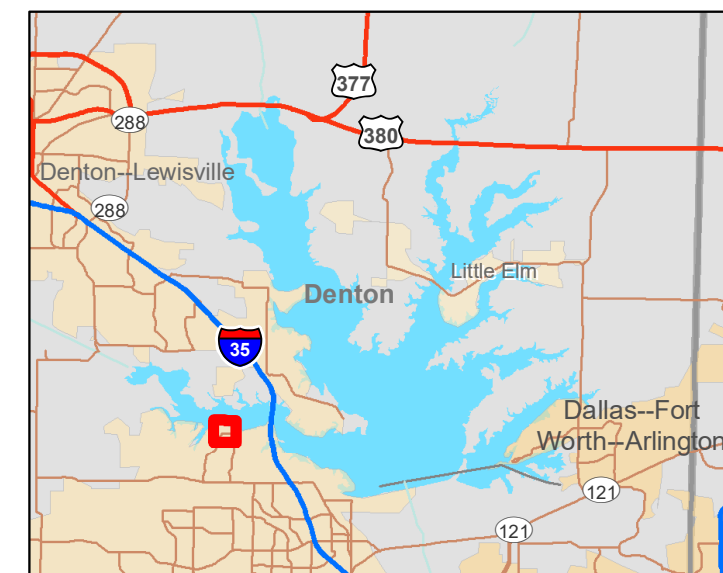 377
288
380
Denton--Lewisville
288
Little Elm
Denton
35
Dallas--Fort
Worth--Arlington
121
121